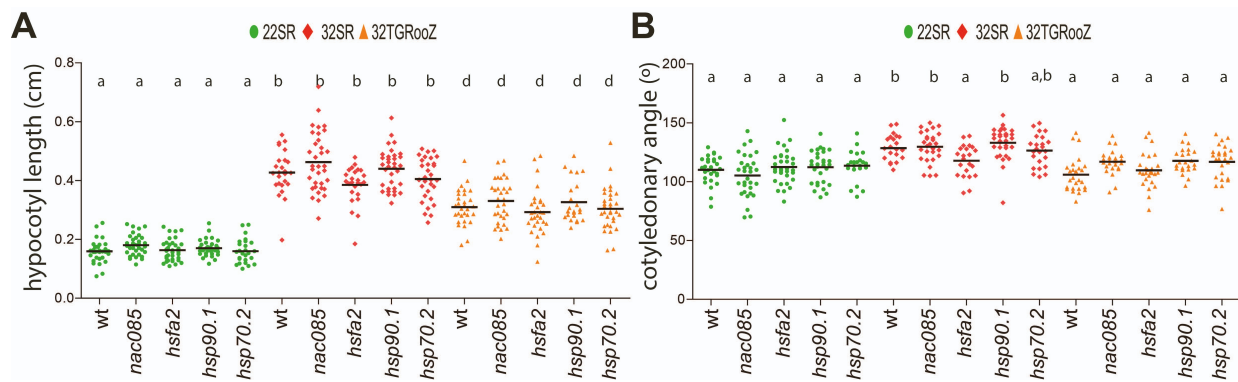 A
22SR 32SR 32TGRooZ
hypocotyl length (cm)
0.8
0.6
0.4
0.2
0.0
a a a a a b b b b b d d d d d
wt nac085 hsfa2 hsp90.1 hsp70.2 wt nac085 hsfa2 hsp90.1 hsp70.2 wt nac085 hsfa2 hsp90.1 hsp70.2
B
22SR 32SR 32TGRooZ
cotyledonary angle (º)
200
150
100
50
0
a a a a a b b a b a,b a a a a a
wt nac085 hsfa2 hsp90.1 hsp70.2 wt nac085 hsfa2 hsp90.1 hsp70.2 wt nac085 hsfa2 hsp90.1 hsp70.2